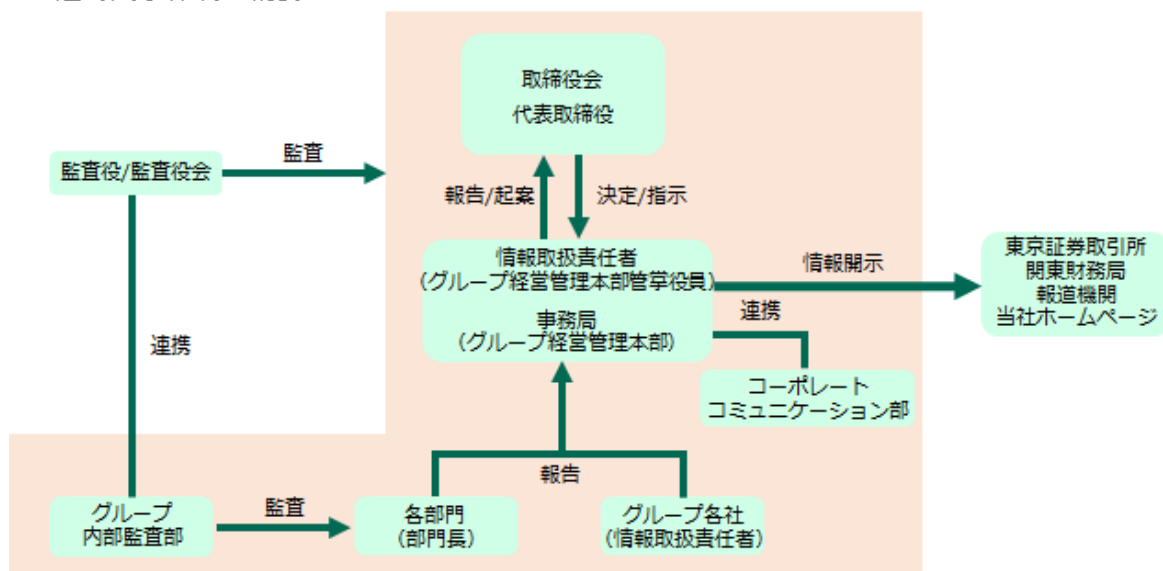 取締役会
代表取締役
監査役/監査役会
監査
報告/起案
決定/指示
情報取扱責任者
(グループ経営管理本部管掌役員)
事務局
(グループ経営管理本部)
情報開示
東京証券取引所
関東財務局
報道機関
当社ホームページ
連携
コーポレート
コミュニケーション部
連携
報告
グループ
内部監査部
監査
各部門
(部門長)
グループ各社
(情報取扱責任者)